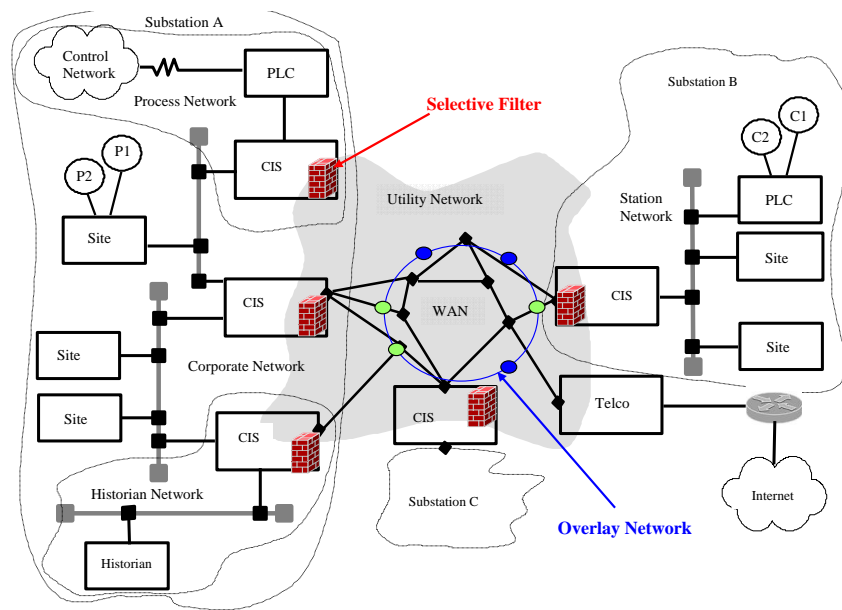 Substation A
Control
Network
PLC
Process Network
Selective Filter
Substation B
C1
C2
P1
P2
CIS
Utility Network
Station
Network
PLC
Site
Site
CIS
WAN
CIS
Site
Site
Corporate Network
Site
Telco
CIS
CIS
Historian Network
Substation C
Internet
Overlay Network
Historian